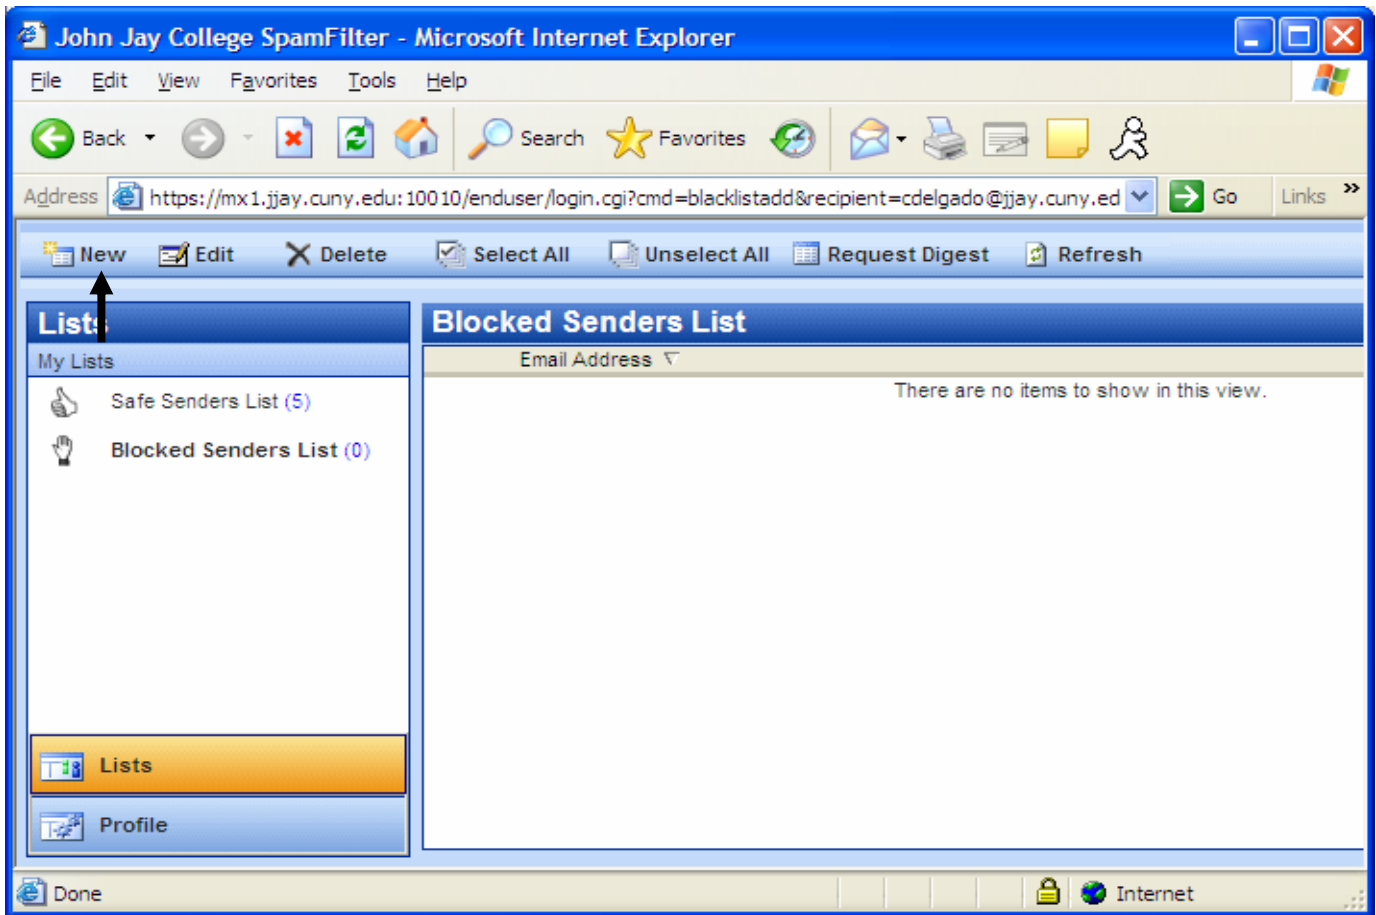 John Jay College SpamFilter - Microsoft Internet Explorer
File Edit View Favorites Tools Help
Back Search Favorites
Address https://mx1.jjay.cuny.edu:10010/enduser/login.cgi?cmd=blacklistadd&recipient=cdelgado@jjay.cuny.ed Go Links »
New Edit Delete Select All Unselect All Request Digest Refresh
Lists
My Lists
Safe Senders List (5)
Blocked Senders List (0)
Lists
Profile
Blocked Senders List
Email Address
There are no items to show in this view.
Done Internet